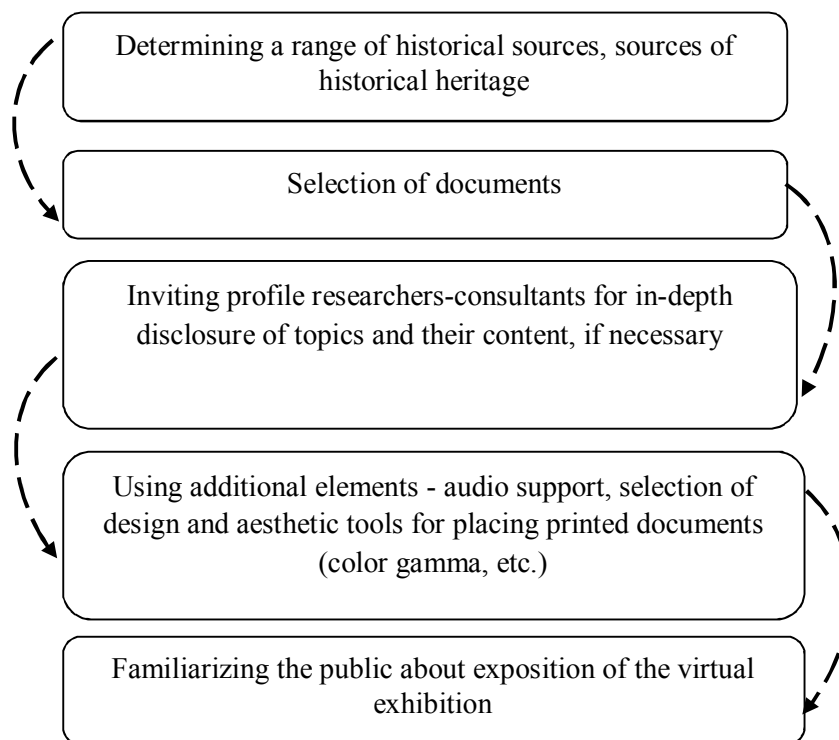 Determining a range of historical sources, sources of
historical heritage
Selection of documents
Inviting profile researchers-consultants for in-depth
disclosure of topics and their content, if necessary
Using additional elements - audio support, selection of
design and aesthetic tools for placing printed documents
(color gamma, etc.)
Familiarizing the public about exposition of the virtual
exhibition